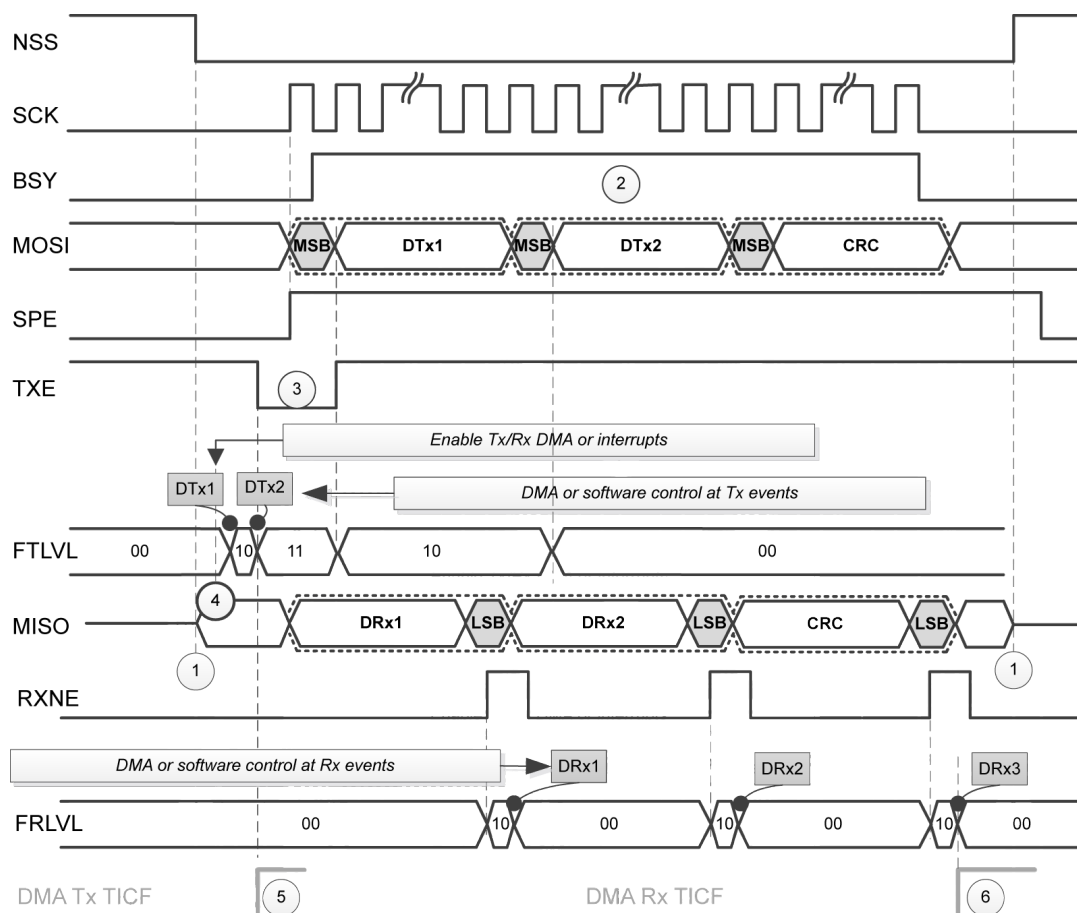 NSS
SCK
BSY
2
MOSI
MSB DTx1 MSB DTx2 MSB CRC
SPE
TXE
3
Enable Tx/Rx DMA or interrupts
DTx1 DTx2
DMA or software control at Tx events
FTLVL
00 10 11 10 00
4
MISO
DRx1 LSB DRx2 LSB CRC LSB
1 1
RXNE
DMA or software control at Rx events
DRx1 DRx2 DRx3
FRLVL
00 10 00 10 00 10 00
DMA Tx TICF 5 DMA Rx TICF 6